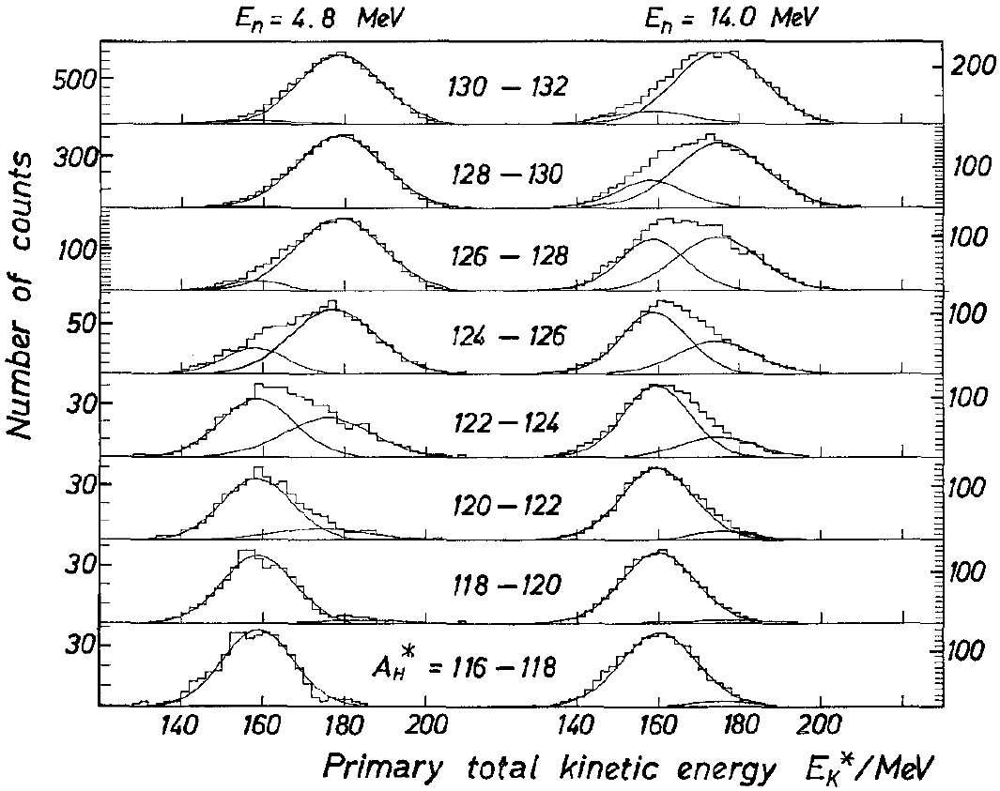 E_n = 4.8 MeV E_n = 14.0 MeV
500 130 – 132 200
300 128 – 130 100
100 126 – 128 100
50 124 – 126 100
30 122 – 124 100
30 120 – 122 100
30 118 – 120 100
30 A_H* = 116 – 118 100
140 160 180 200 140 160 180 200
Primary total kinetic energy E_K*/MeV
Number of counts